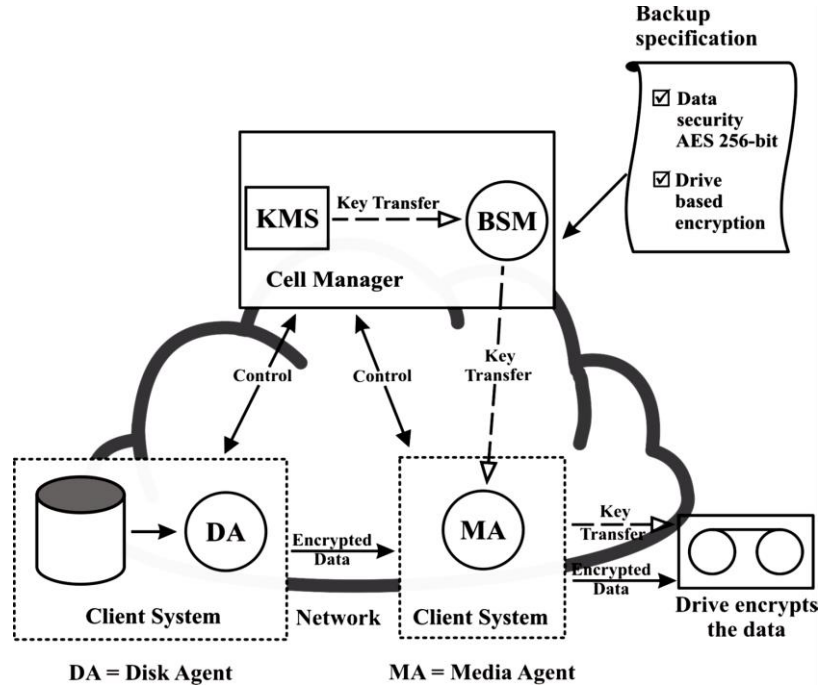 Backup
specification
Data
security
AES 256-bit
Drive
based
encryption
KMS
Key Transfer
BSM
Cell Manager
Control
Control
Key
Transfer
DA
Encrypted
Data
MA
Key
Transfer
Encrypted
Data
Client System
Network
Client System
Drive encrypts
the data
DA = Disk Agent
MA = Media Agent